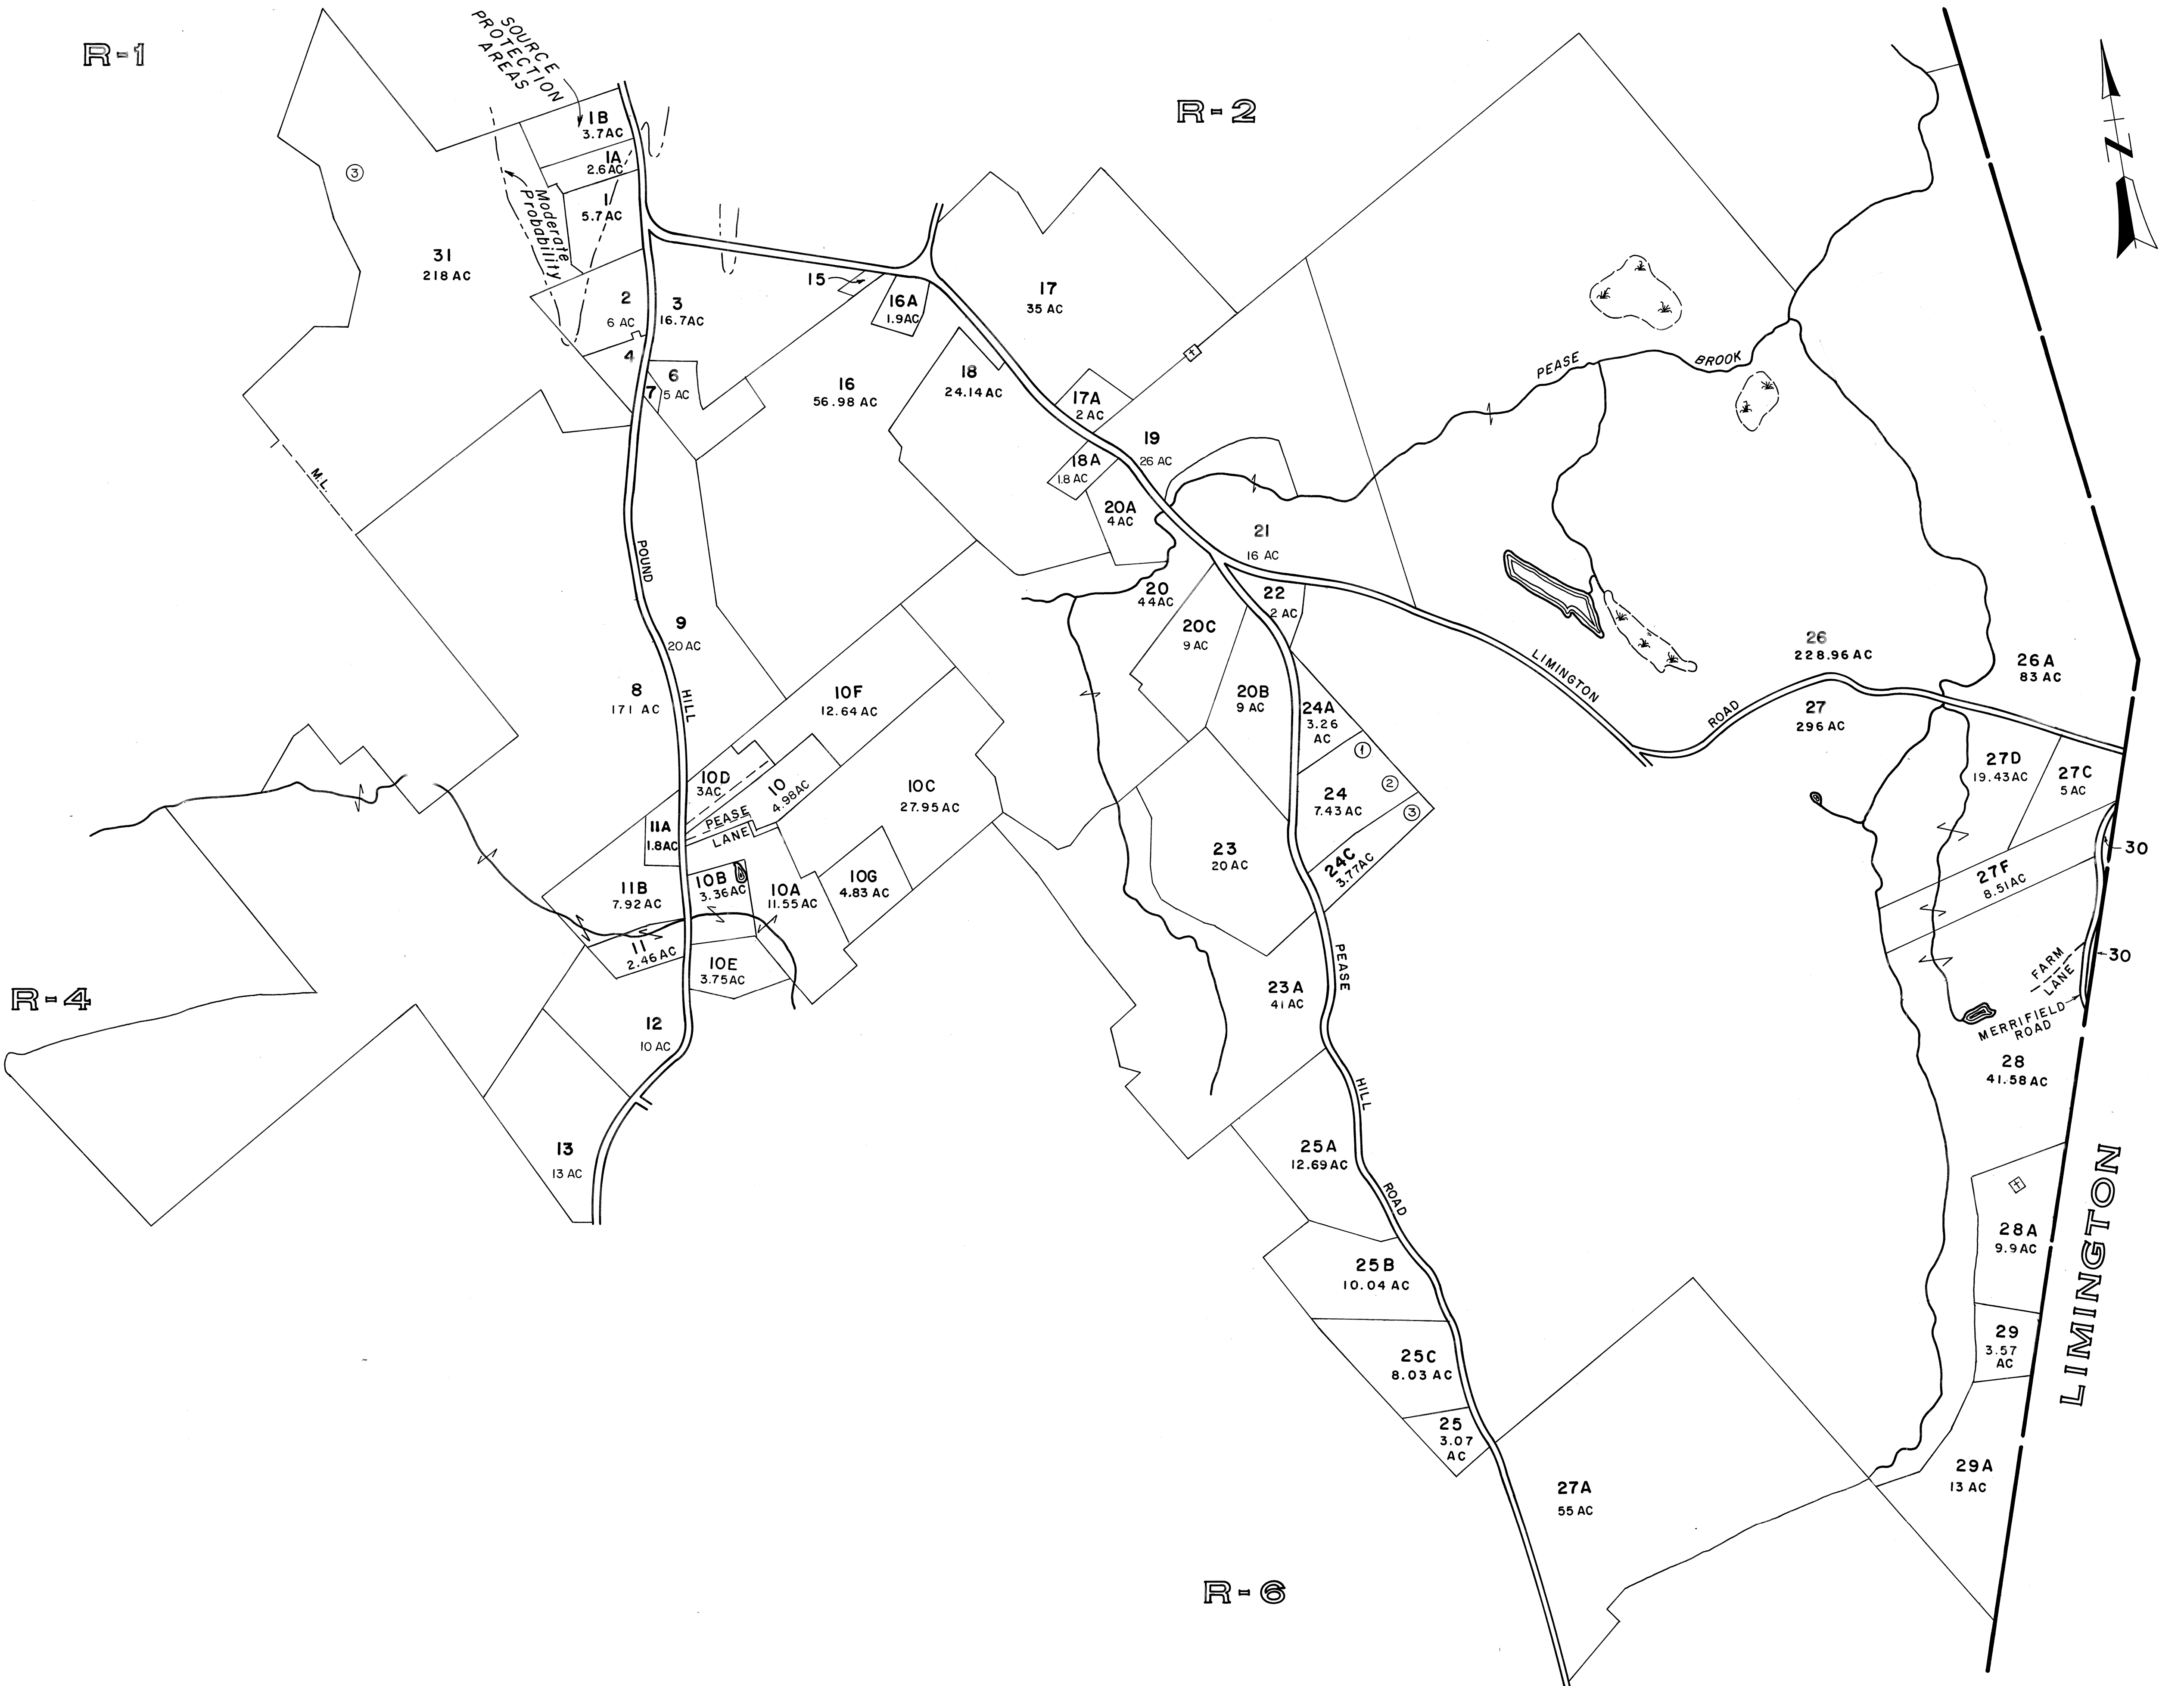 R-1
SOURCE
PROTECTION
AREAS
R-2
N
1B
3.7AC
1A
2.6AC
1
5.7AC
Moderate
Probability
3
31
218 AC
2
6 AC
3
16.7AC
4
6
5 AC
7
15
16A
1.9AC
17
35 AC
16
56.98 AC
18
24.14 AC
17A
2 AC
19
26 AC
18A
1.8 AC
20A
4 AC
PEASE
BROOK
21
16 AC
M.L.
POUND
HILL
9
20 AC
8
171 AC
20
44AC
22
2 AC
20C
9 AC
20B
9 AC
LIMINGTON
ROAD
26
228.96 AC
26A
83 AC
27
296 AC
10F
12.64 AC
10D
3AC
10
4.98AC
10C
27.95 AC
PEASE
LANE
11A
1.8AC
24A
3.26
AC
1
2
24
7.43 AC
3
24C
3.77AC
27D
19.43 AC
27C
5 AC
30
27F
8.51 AC
30
FARM
LANE
MERRIFIELD
ROAD
11B
7.92 AC
10B
3.36 AC
10A
11.55 AC
10G
4.83 AC
23
20 AC
11
2.46 AC
10E
3.75 AC
R-4
12
10 AC
23A
41 AC
PEASE
HILL
ROAD
28
41.58 AC
13
13 AC
25A
12.69 AC
28A
9.9 AC
25B
10.04 AC
29
3.57
AC
LIMINGTON
25C
8.03 AC
25
3.07
AC
27A
55 AC
29A
13 AC
R-6